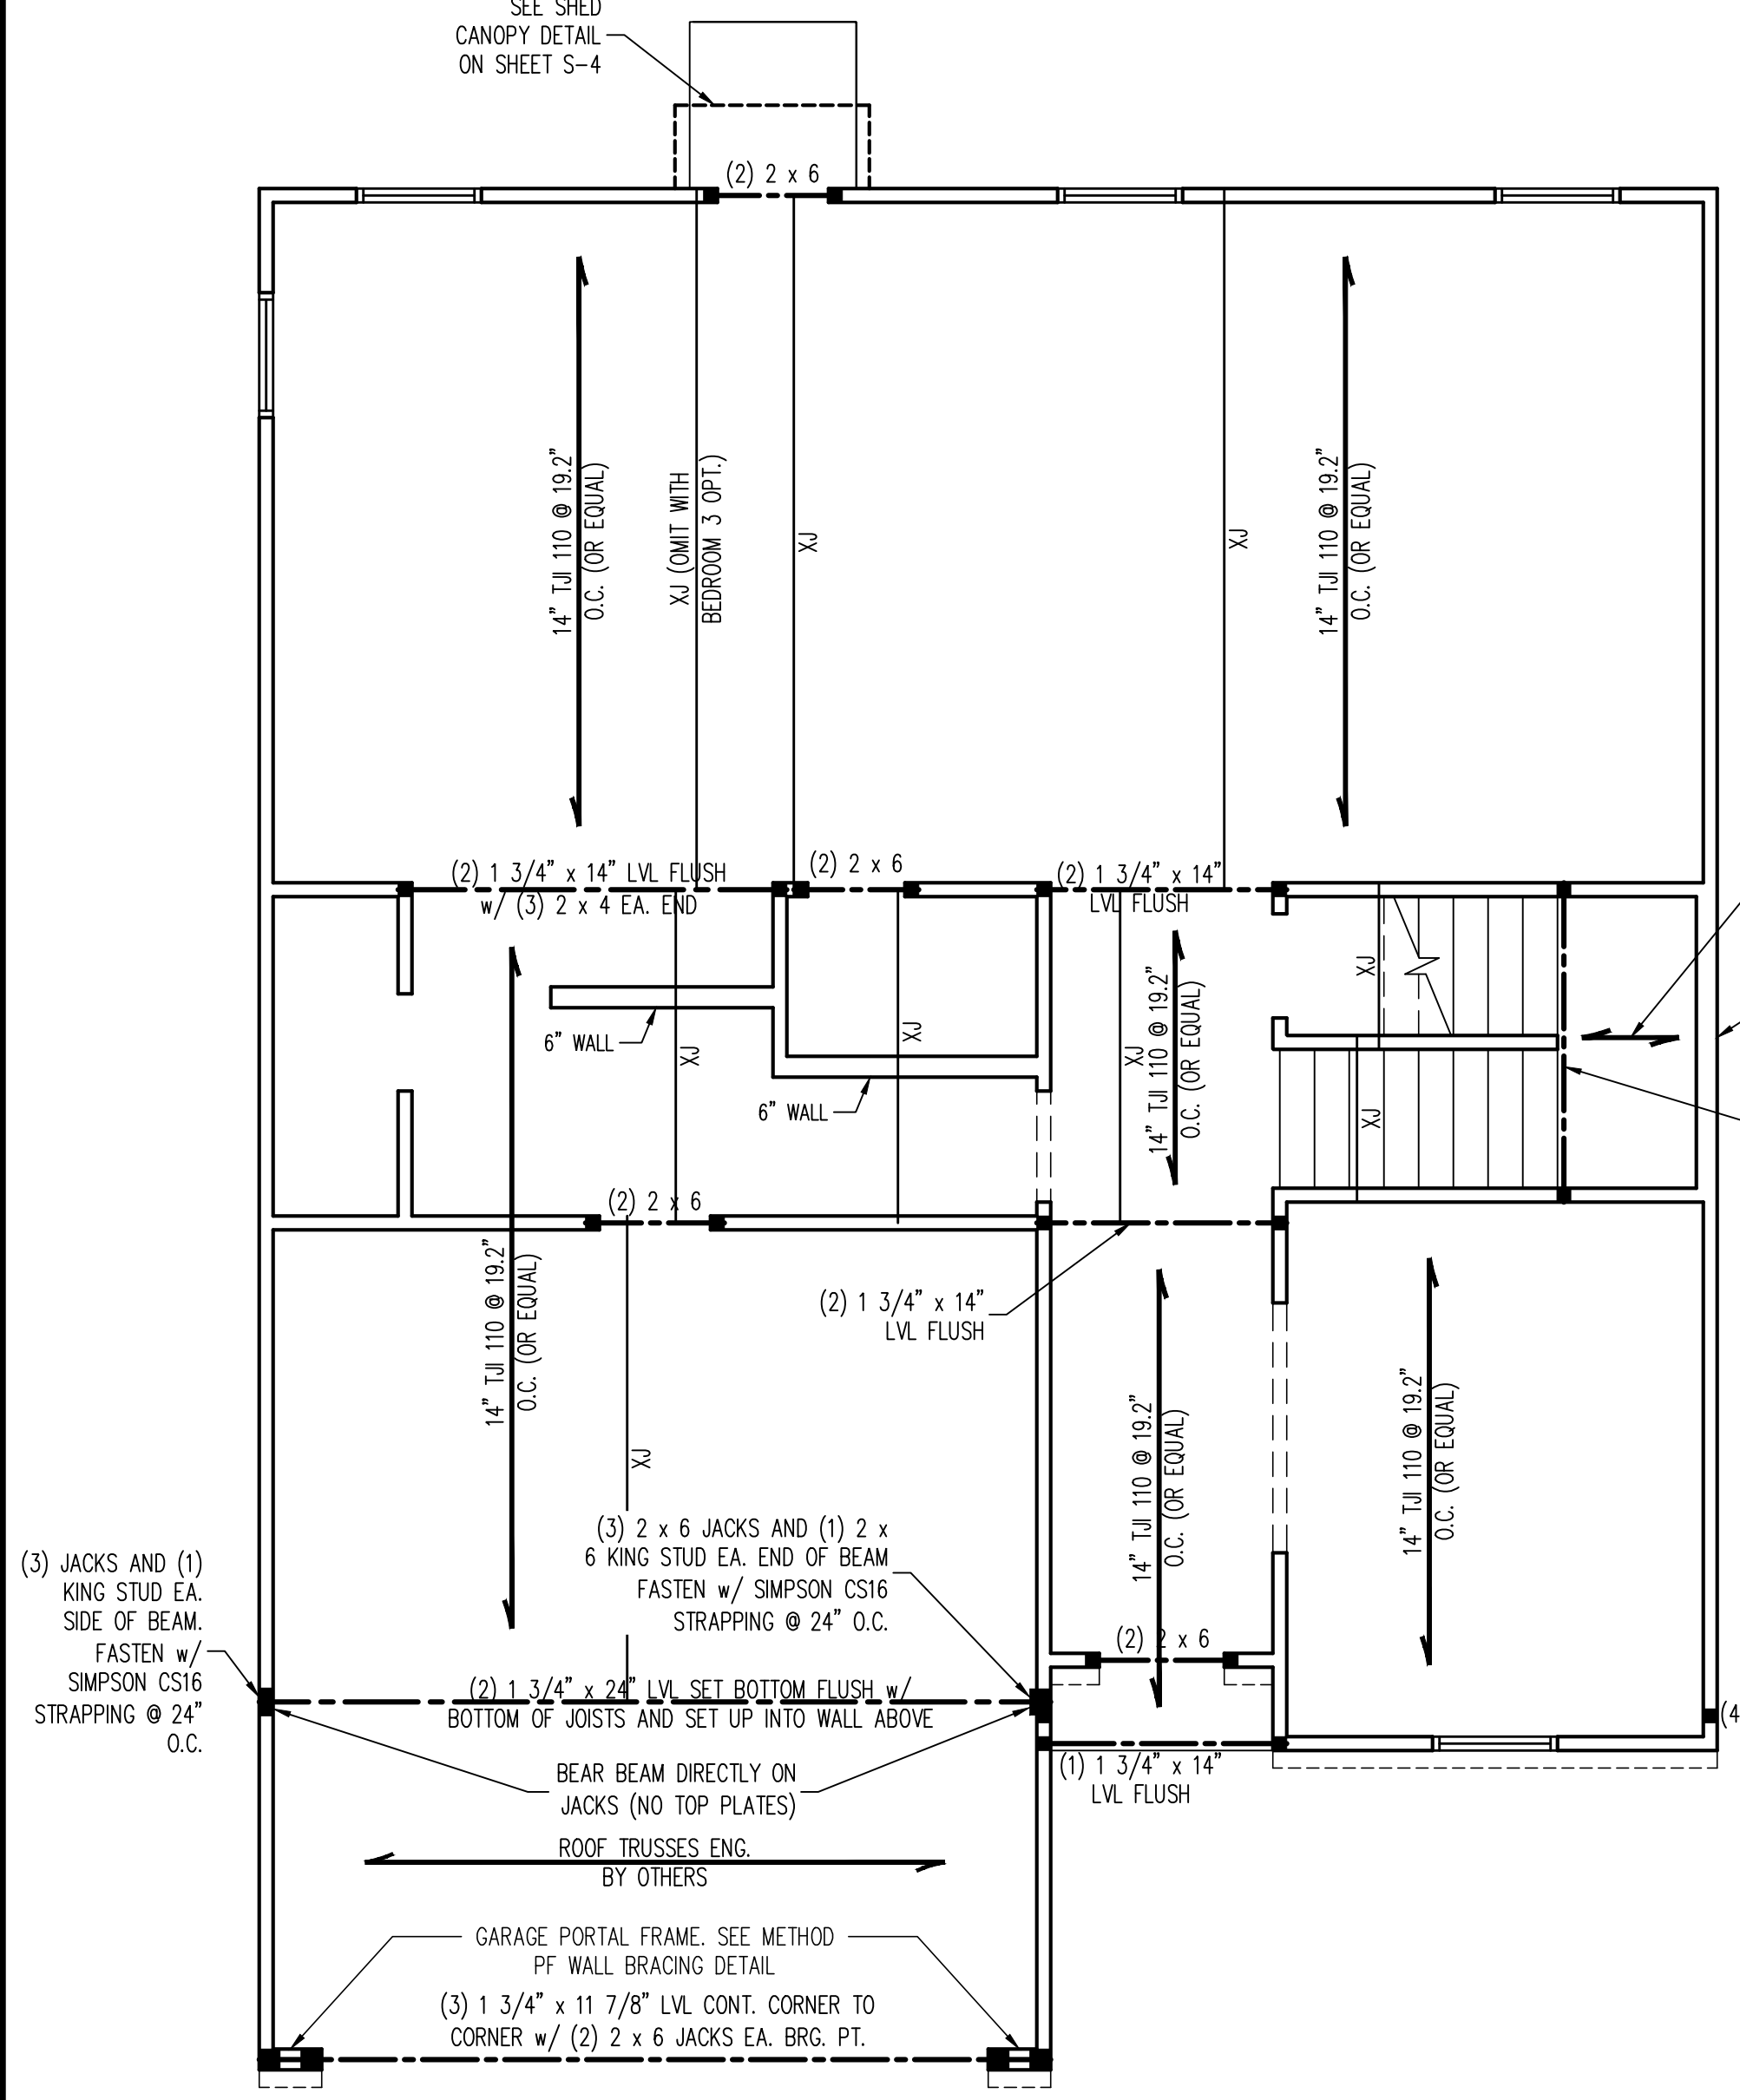 SEE SHED
CANOPY DETAIL
ON SHEET S-4
(2) 2 x 6
14" TJI 110 @ 19.2"
O.C. (OR EQUAL)
XJ (OMIT WITH
BEDROOM 3 OPT.)
XJ
XJ
14" TJI 110 @ 19.2"
O.C. (OR EQUAL)
(2) 1 3/4" x 14" LVL FLUSH
w/ (3) 2 x 4 EA. END
(2) 2 x 6
(2) 1 3/4" x 14"
LVL FLUSH
6" WALL
XJ
XJ
6" WALL
XJ
14" TJI 110 @ 19.2"
O.C. (OR EQUAL)
XJ
XJ
(2) 2 x 6
14" TJI 110 @ 19.2"
O.C. (OR EQUAL)
(2) 1 3/4" x 14"
LVL FLUSH
XJ
14" TJI 110 @ 19.2"
O.C. (OR EQUAL)
14" TJI 110 @ 19.2"
O.C. (OR EQUAL)
(3) 2 x 6 JACKS AND (1) 2 x
6 KING STUD EA. END OF BEAM
FASTEN w/ SIMPSON CS16
STRAPPING @ 24" O.C.
(3) JACKS AND (1)
KING STUD EA.
SIDE OF BEAM.
FASTEN w/
SIMPSON CS16
STRAPPING @ 24"
O.C.
(2) 2 x 6
(2) 1 3/4" x 24" LVL SET BOTTOM FLUSH w/
BOTTOM OF JOISTS AND SET UP INTO WALL ABOVE
(4
BEAR BEAM DIRECTLY ON
JACKS (NO TOP PLATES)
(1) 1 3/4" x 14"
LVL FLUSH
ROOF TRUSSES ENG.
BY OTHERS
GARAGE PORTAL FRAME. SEE METHOD
PF WALL BRACING DETAIL
(3) 1 3/4" x 11 7/8" LVL CONT. CORNER TO
CORNER w/ (2) 2 x 6 JACKS EA. BRG. PT.